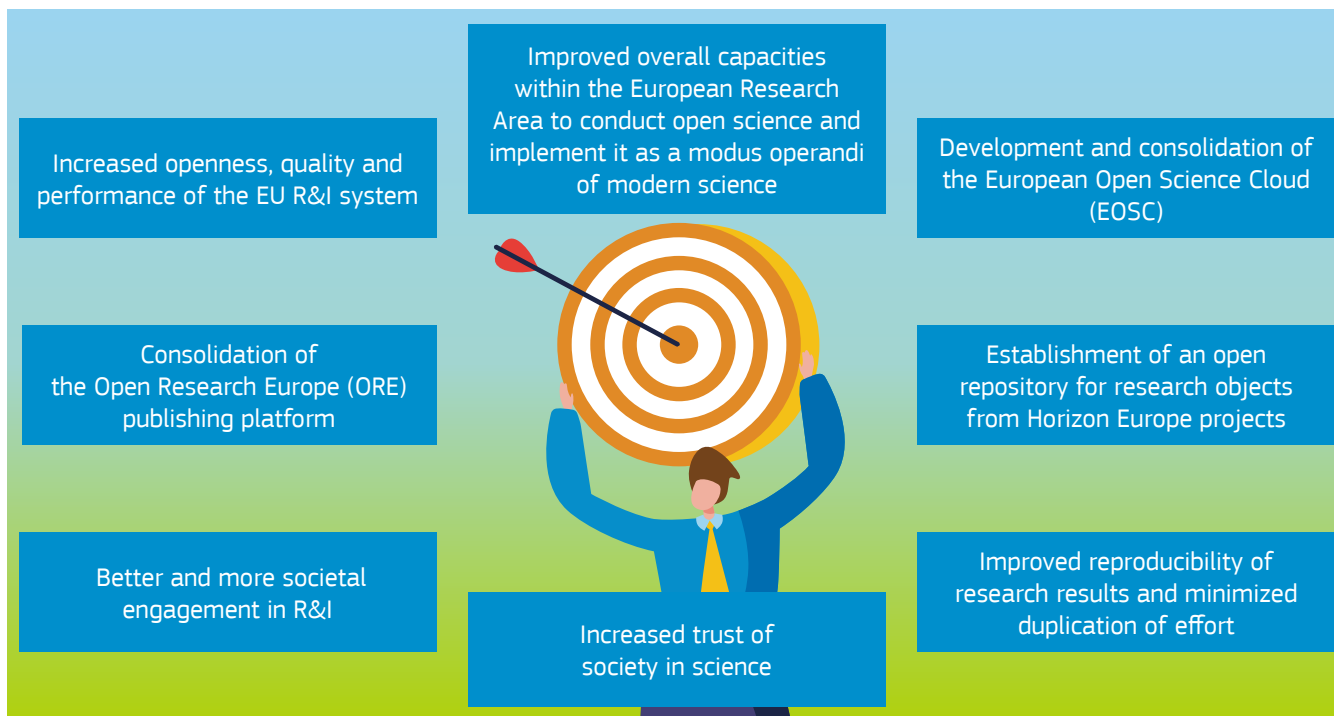 Improved overall capacities
within the European Research
Area to conduct open science and
implement it as a modus operandi
of modern science
Increased openness, quality and
performance of the EU R&I system
Development and consolidation of
the European Open Science Cloud
(EOSC)
Consolidation of
the Open Research Europe (ORE)
publishing platform
Establishment of an open
repository for research objects
from Horizon Europe projects
Better and more societal
engagement in R&I
Improved reproducibility of
research results and minimized
duplication of effort
Increased trust of
society in science